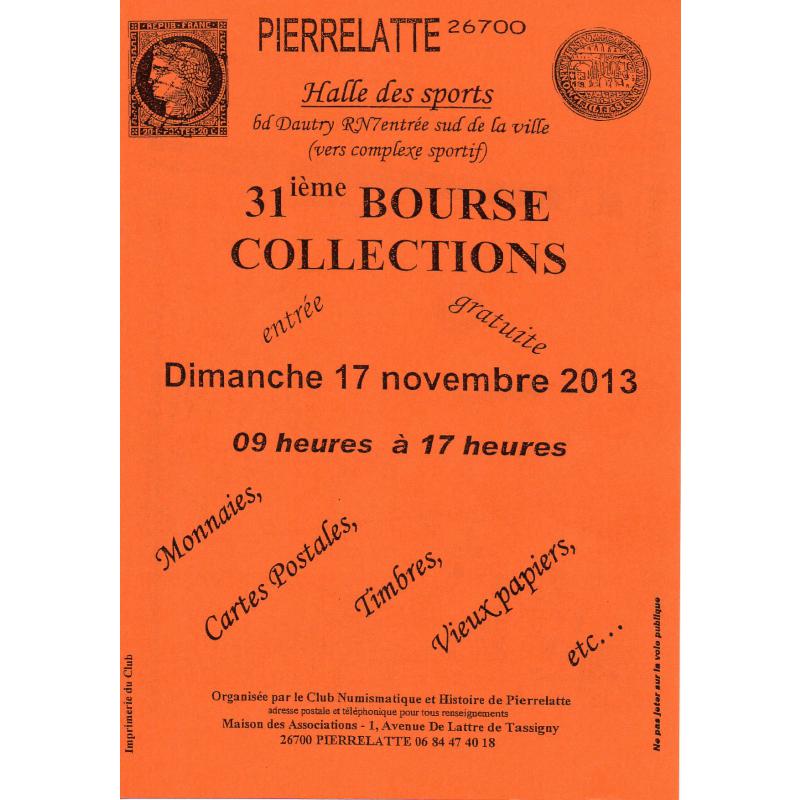 PIERRELATTE 26700
REPUB·FRANC·
Halle des sports
bd Dautry RN7entrée sud de la ville
(vers complexe sportif)
31ième BOURSE
COLLECTIONS
entrée gratuite
Dimanche 17 novembre 2013
09 heures à 17 heures
Monnaies,
Cartes Postales,
Timbres,
Vieux papiers,
etc...
Organisée par le Club Numismatique et Histoire de Pierrelatte
adresse postale et téléphonique pour tous renseignements
Maison des Associations - 1, Avenue De Lattre de Tassigny
26700 PIERRELATTE 06 84 47 40 18
Imprimerie du Club
Ne pas jeter sur la voie publique